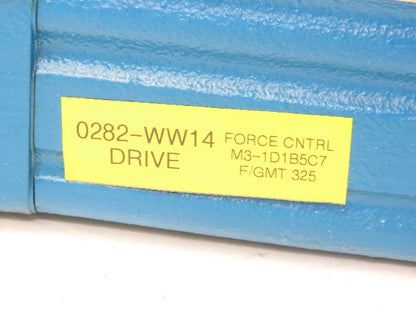 0282-WW14 FORCE CNTRL
DRIVE M3-1D1B5C7
F/GMT 325